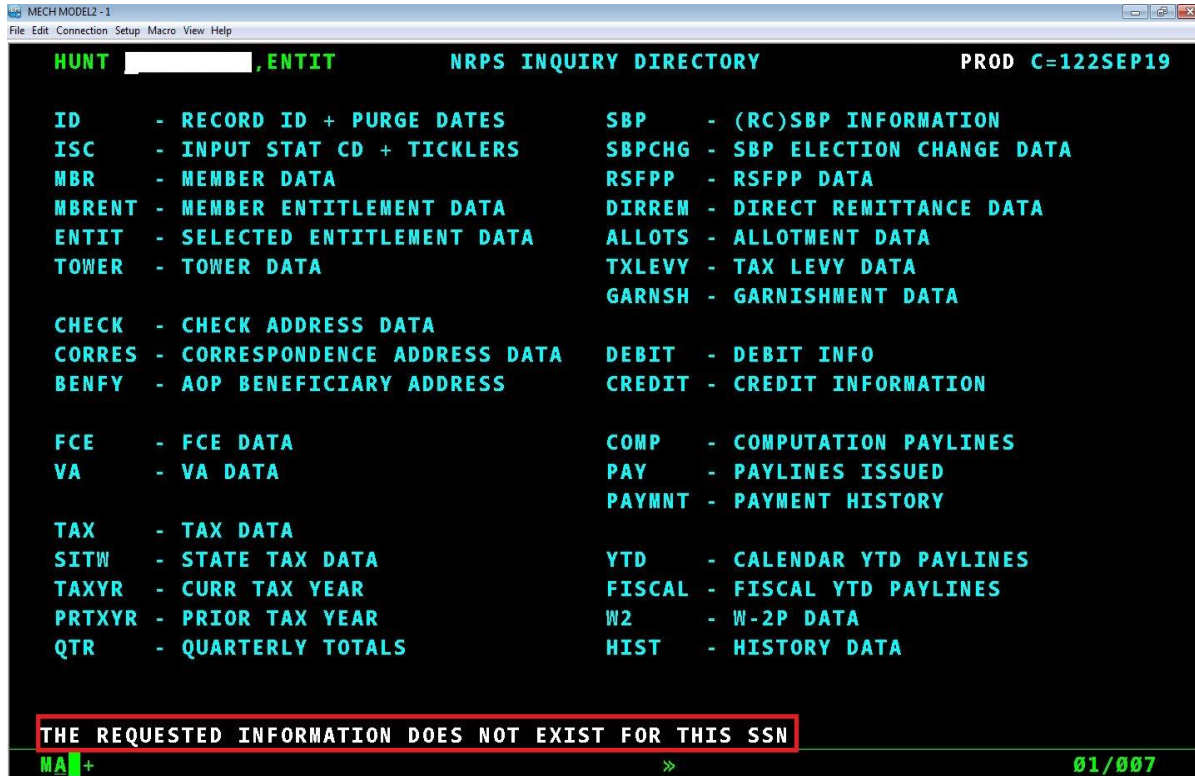 MECH MODEL2 - 1
File Edit Connection Setup Macro View Help
HUNT ,ENTIT NRPS INQUIRY DIRECTORY PROD C=122SEP19
ID - RECORD ID + PURGE DATES SBP - (RC)SBP INFORMATION
ISC - INPUT STAT CD + TICKLERS SBPCHG - SBP ELECTION CHANGE DATA
MBR - MEMBER DATA RSFPP - RSFPP DATA
MBRENT - MEMBER ENTITLEMENT DATA DIRREM - DIRECT REMITTANCE DATA
ENTIT - SELECTED ENTITLEMENT DATA ALLOTS - ALLOTMENT DATA
TOWER - TOWER DATA TXLEVY - TAX LEVY DATA
GARNSH - GARNISHMENT DATA
CHECK - CHECK ADDRESS DATA
CORRES - CORRESPONDENCE ADDRESS DATA DEBIT - DEBIT INFO
BENFY - AOP BENEFICIARY ADDRESS CREDIT - CREDIT INFORMATION
FCE - FCE DATA COMP - COMPUTATION PAYLINES
VA - VA DATA PAY - PAYLINES ISSUED
PAYMNT - PAYMENT HISTORY
TAX - TAX DATA
SITW - STATE TAX DATA YTD - CALENDAR YTD PAYLINES
TAXYR - CURR TAX YEAR FISCAL - FISCAL YTD PAYLINES
PRTXYR - PRIOR TAX YEAR W2 - W-2P DATA
QTR - QUARTERLY TOTALS HIST - HISTORY DATA
THE REQUESTED INFORMATION DOES NOT EXIST FOR THIS SSN
MA + » 01/007